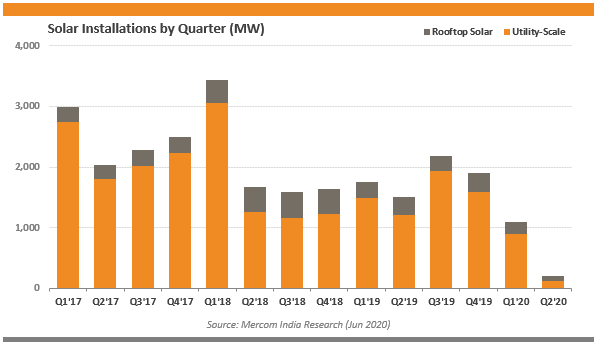 Solar Installations by Quarter (MW)
Rooftop Solar Utility-Scale
4,000
3,000
2,000
1,000
0
Q1'17 Q2'17 Q3'17 Q4'17 Q1'18 Q2'18 Q3'18 Q4'18 Q1'19 Q2'19 Q3'19 Q4'19 Q1'20 Q2'20
Source: Mercom India Research (Jun 2020)